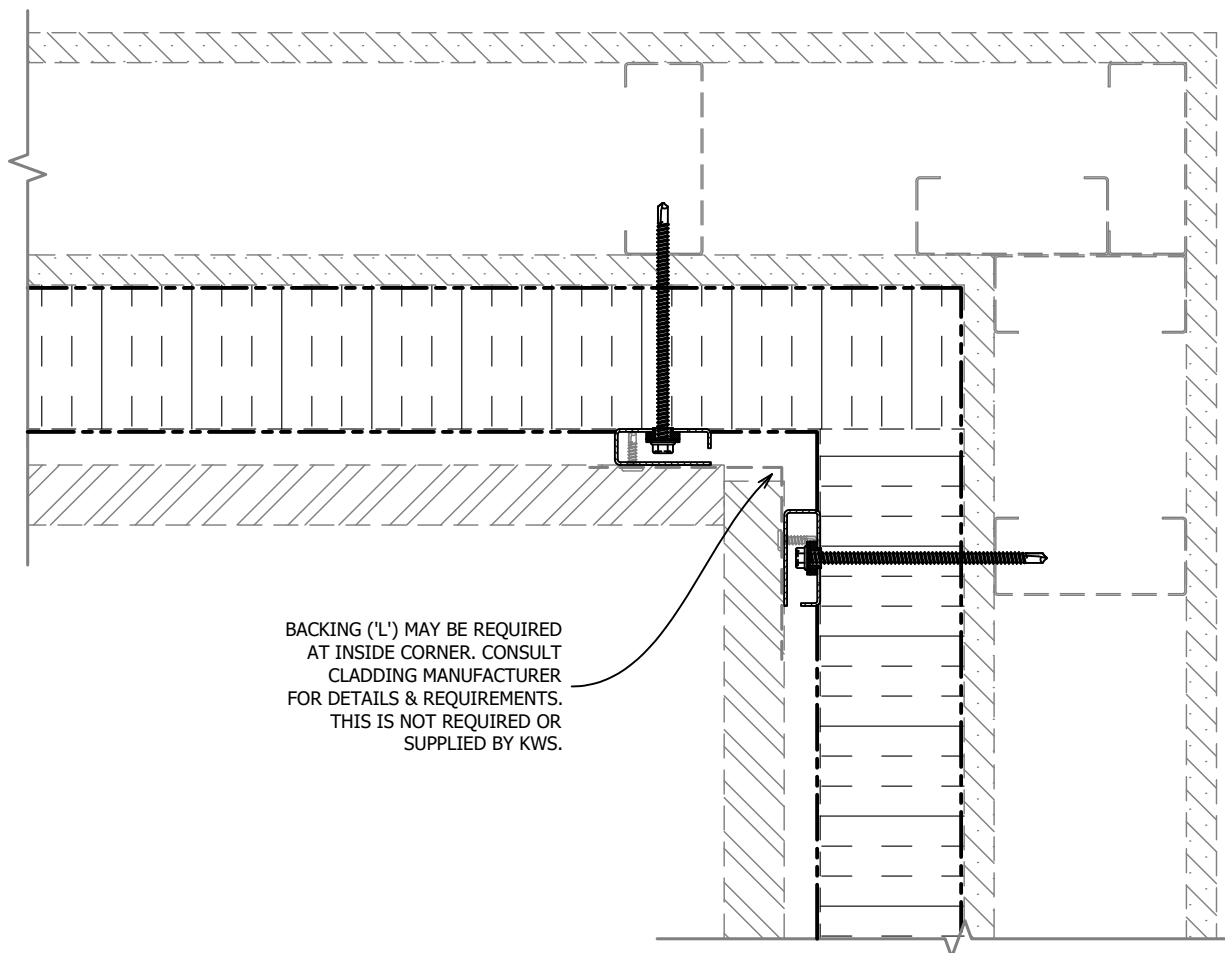 BACKING ('L') MAY BE REQUIRED
AT INSIDE CORNER. CONSULT
CLADDING MANUFACTURER
FOR DETAILS & REQUIREMENTS.
THIS IS NOT REQUIRED OR
SUPPLIED BY KWS.